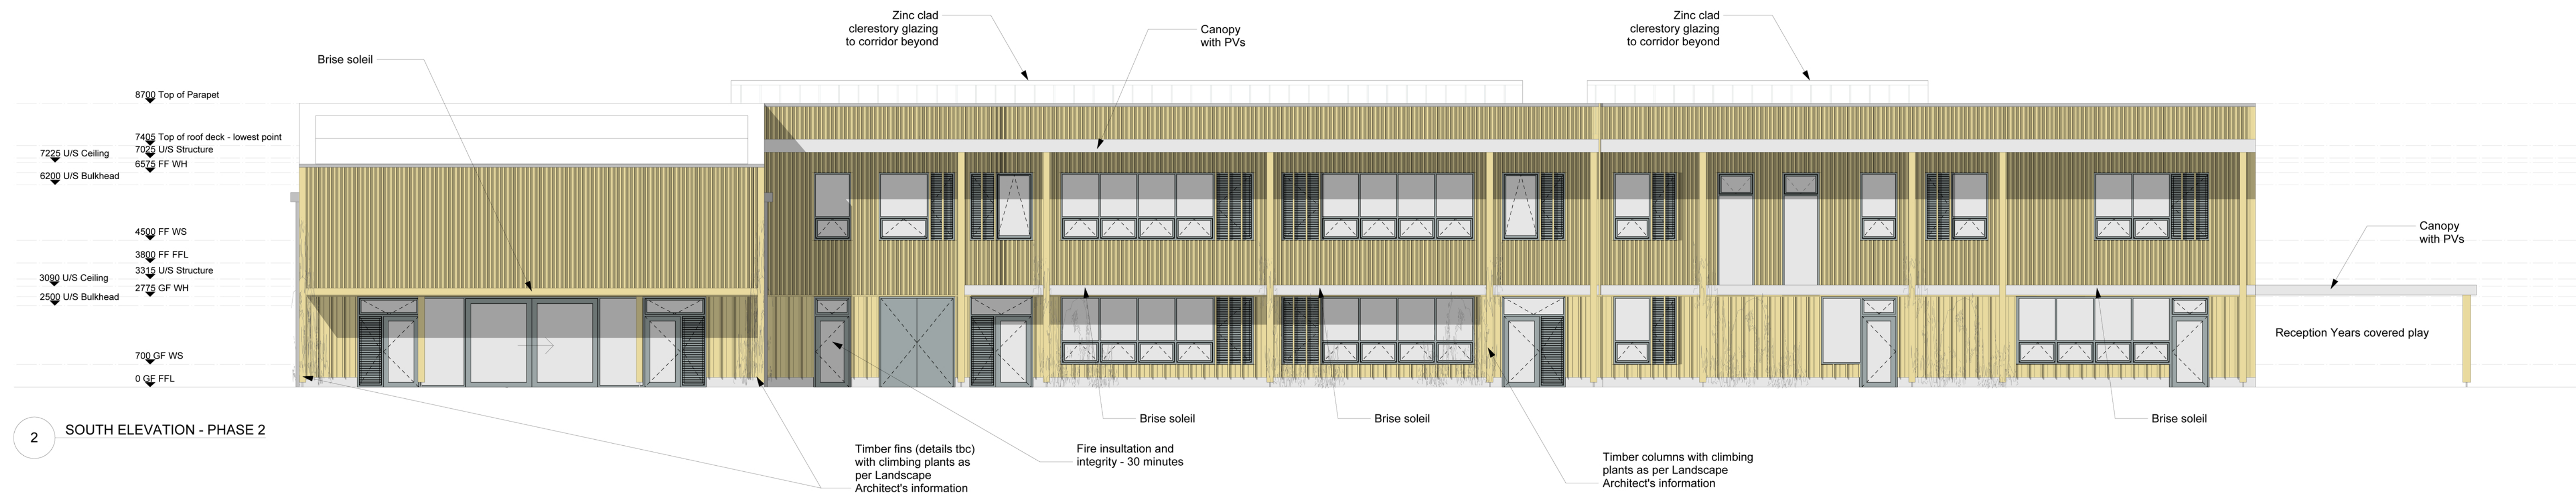 Zinc clad
clerestory glazing
to corridor beyond
Canopy
with PVs
Zinc clad
clerestory glazing
to corridor beyond
Brise soleil
8700 Top of Parapet
7405 Top of roof deck - lowest point
7225 U/S Ceiling
7025 U/S Structure
6575 FF WH
6200 U/S Bulkhead
4500 FF WS
3800 FF FFL
3315 U/S Structure
3090 U/S Ceiling
2775 GF WH
2500 U/S Bulkhead
700 GF WS
0 GF FFL
Canopy
with PVs
Reception Years covered play
2
SOUTH ELEVATION - PHASE 2
Brise soleil
Brise soleil
Brise soleil
Timber fins (details tbc)
with climbing plants as
per Landscape
Architect's information
Fire insultation and
integrity - 30 minutes
Timber columns with climbing
plants as per Landscape
Architect's information